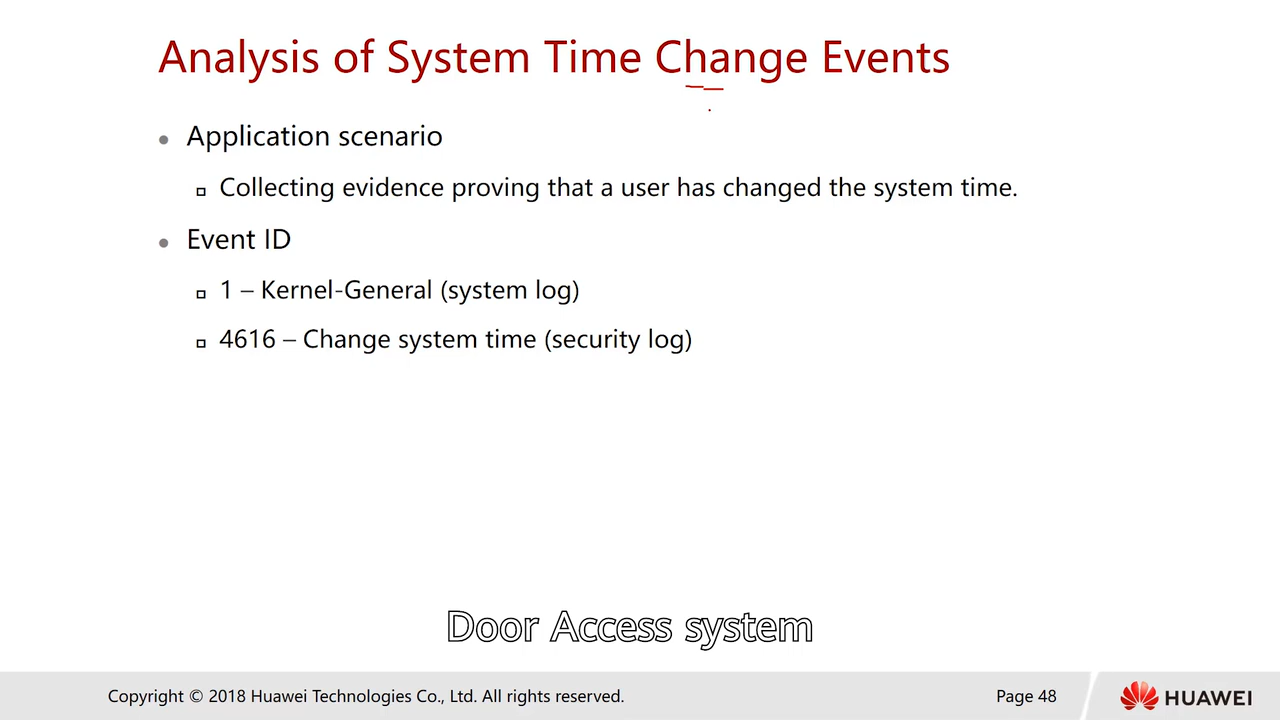 Analysis of System Time Change Events
Application scenario
Collecting evidence proving that a user has changed the system time.
Event ID
1 – Kernel-General (system log)
4616 – Change system time (security log)
Door Access system
Copyright © 2018 Huawei Technologies Co., Ltd. All rights reserved.
Page 48
HUAWEI